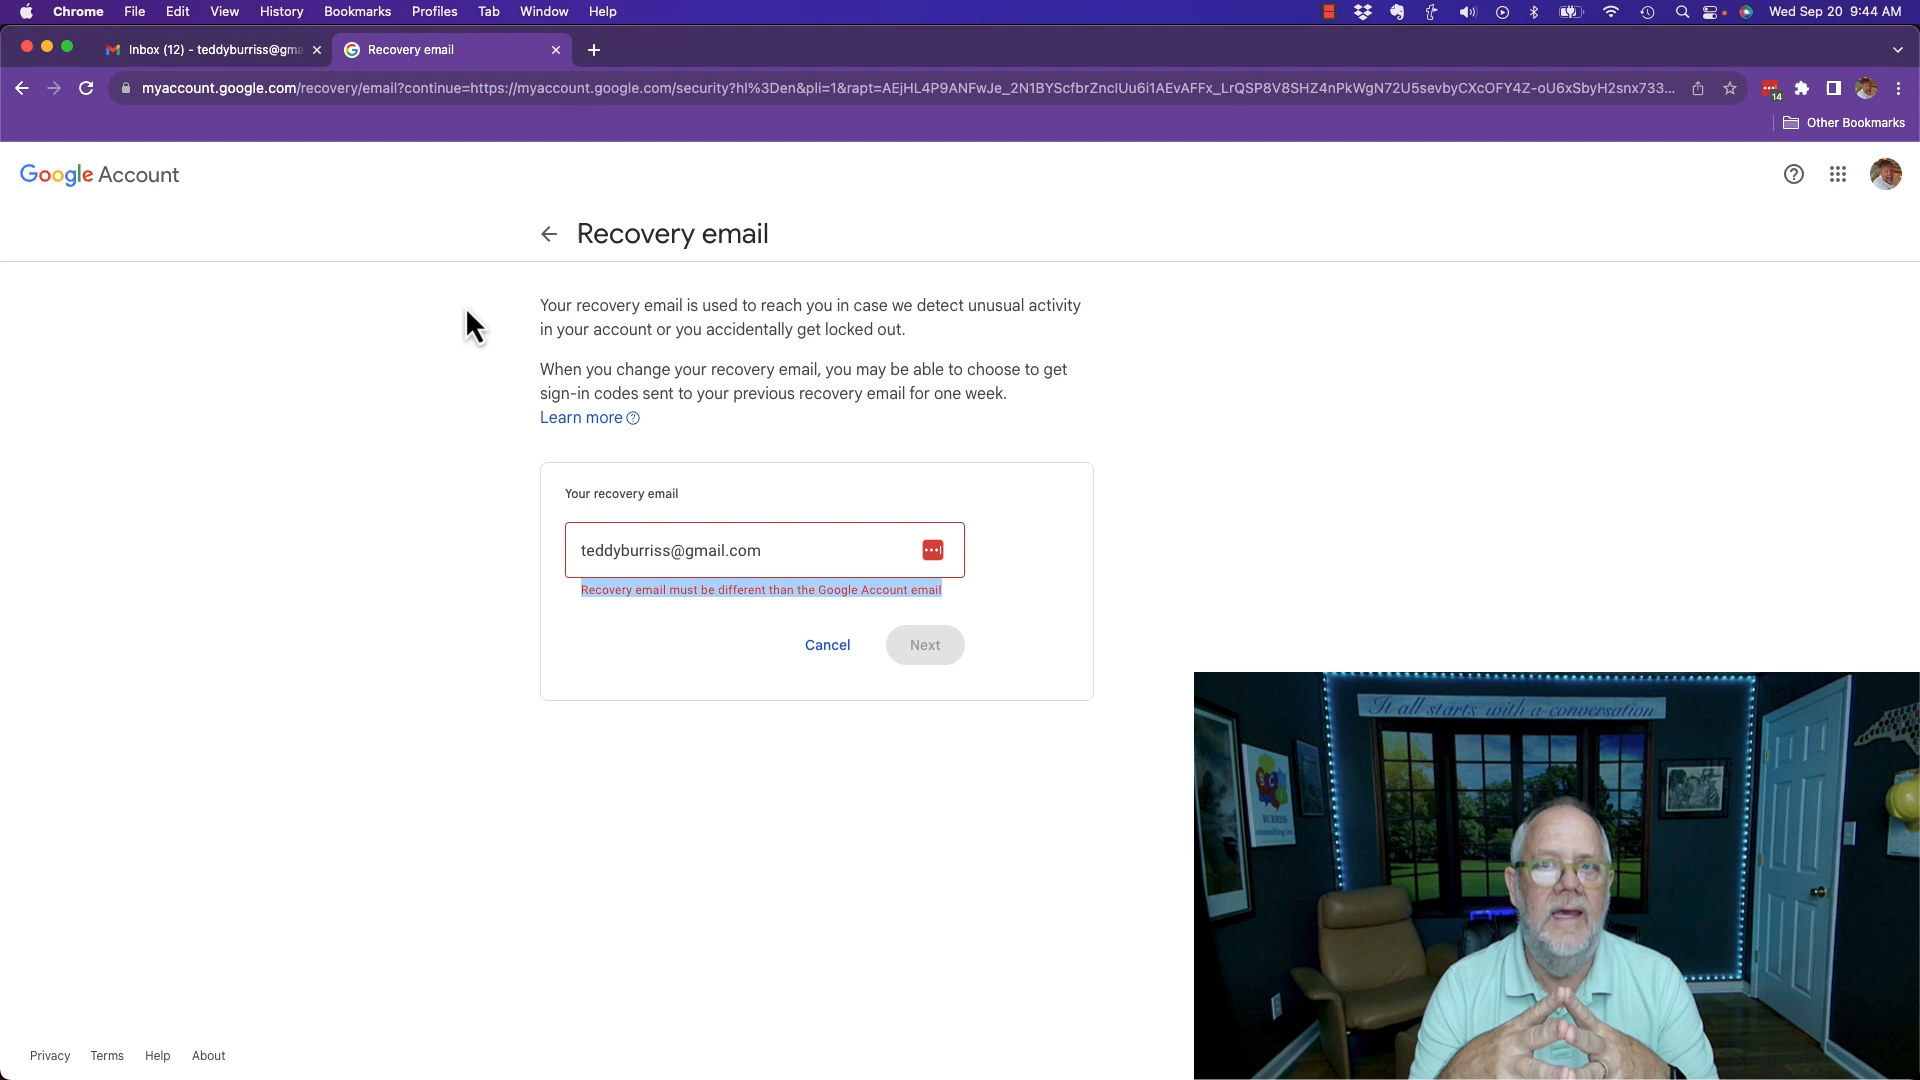 Chrome File Edit View History Bookmarks Profiles Tab Window Help
14
Wed Sep 20 9:44 AM
Inbox (12) - teddyburriss@gma
Recovery email
myaccount.google.com/recovery/email?continue=https://myaccount.google.com/security?hl%3Den&pli=1&rapt=AEjHL4P9ANFwJe_2N1BYScfbrZnclUu6i1AEvAFFx_LrQSP8V8SHZ4nPkWgN72U5sevbyCXcOFY4Z-oU6xSbyH2snx733...
Other Bookmarks
Google Account
Recovery email
Your recovery email is used to reach you in case we detect unusual activity
in your account or you accidentally get locked out.
When you change your recovery email, you may be able to choose to get
sign-in codes sent to your previous recovery email for one week.
Learn more
Your recovery email
teddyburriss@gmail.com
Recovery email must be different than the Google Account email
Cancel
Next
It all starts with a conversation
BURRISS
consulting, inc
Privacy Terms Help About